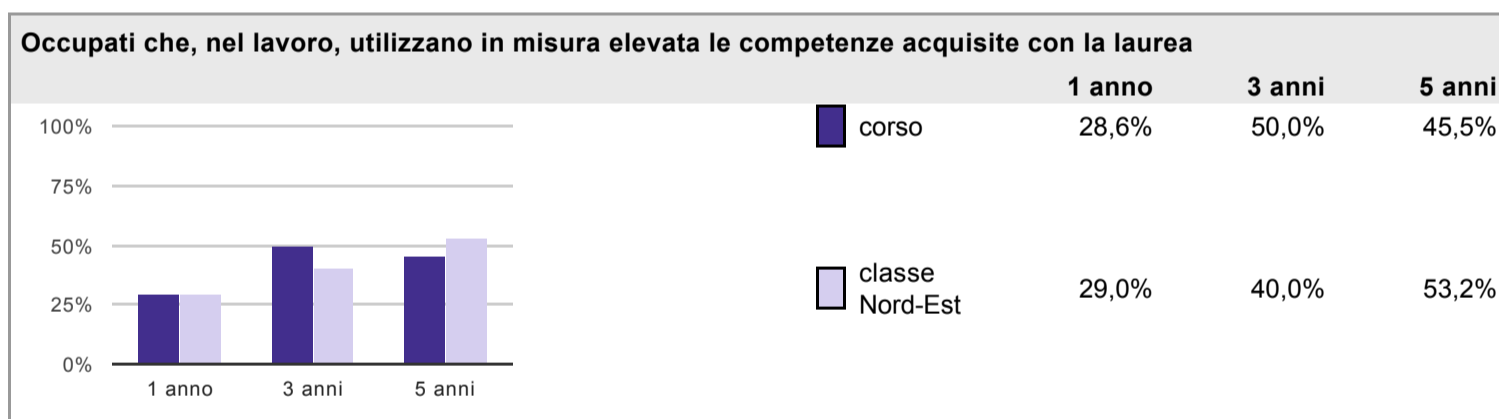 Occupati che, nel lavoro, utilizzano in misura elevata le competenze acquisite con la laurea
1 anno 3 anni 5 anni
100%
75%
50%
25%
0%
1 anno 3 anni 5 anni
corso 28,6% 50,0% 45,5%
classe
Nord-Est 29,0% 40,0% 53,2%